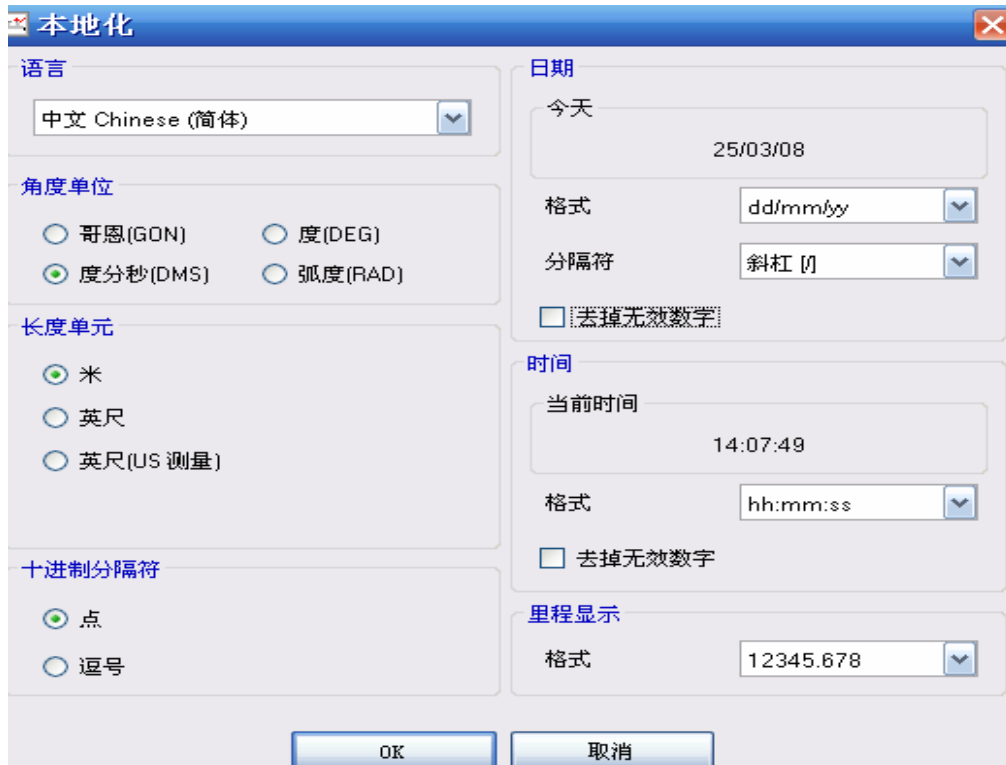 本地化
语言
中文 Chinese (简体)
角度单位
哥恩(GON) 度(DEG)
度分秒(DMS) 弧度(RAD)
长度单元
米
英尺
英尺(US 测量)
十进制分隔符
点
逗号
日期
今天
25/03/08
格式 dd/mm/yy
分隔符 斜杠 [/]
去掉无效数字
时间
当前时间
14:07:49
格式 hh:mm:ss
去掉无效数字
里程显示
格式 12345.678
OK 取消